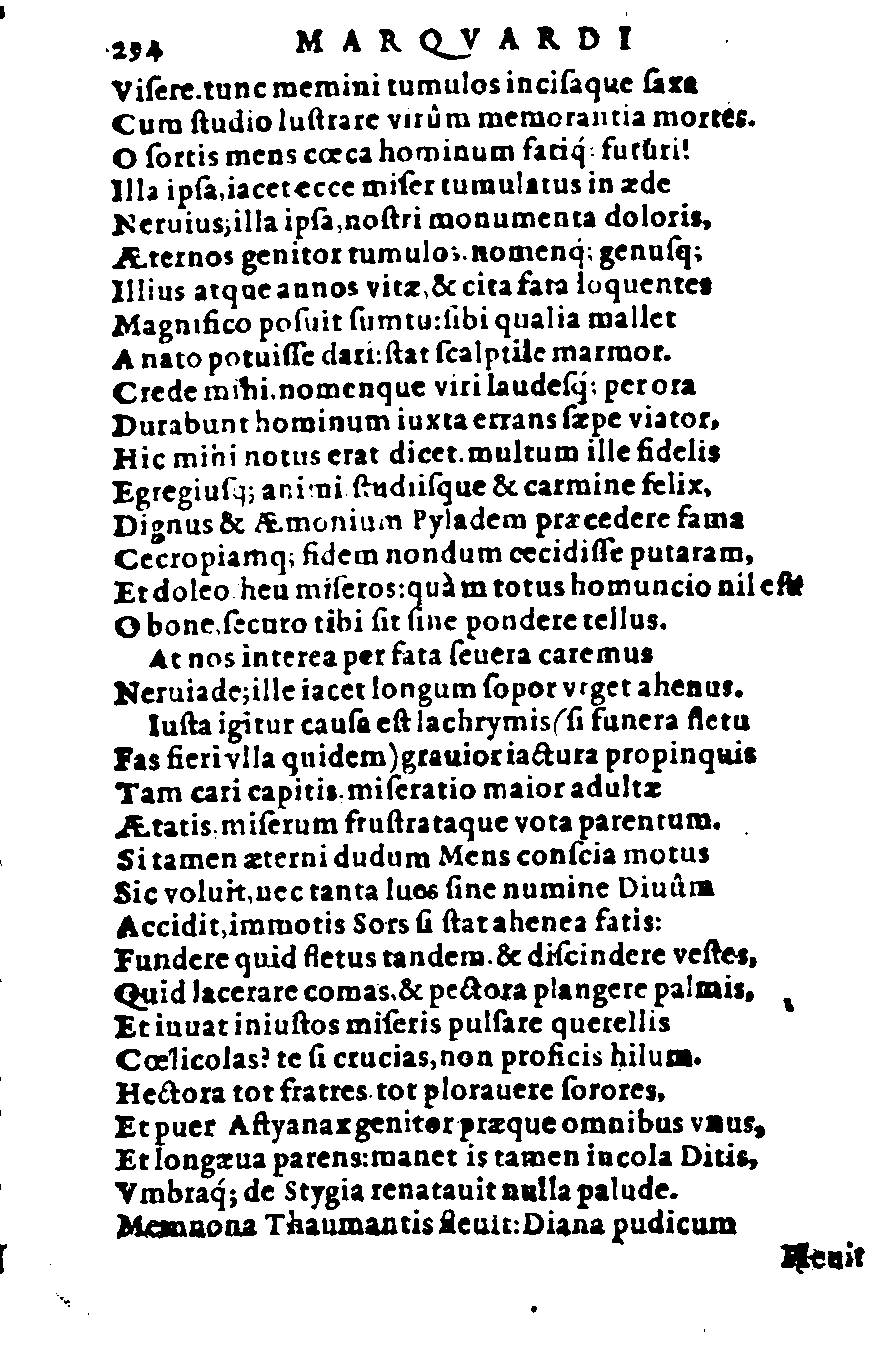 294 MARQVARDI
Viſere.tunc memini tumulos inciſaque ſaxa
Cum ſtudio luſtrare virûm memorantia mortes.
O ſortis mens cœca hominum fatiq́; futûri!
Illa ipſa,iacet ecce miſer tumulatus in æde
Neruius;illa ipſa,noſtri monumenta doloris,
Æternos genitor tumulos.nomenq́; genuſq;
Illius atque annos vitæ,& cita fata loquentes
Magnifico poſuit ſumtu:ſibi qualia mallet
A nato potuiſſe dari:ſtat ſcalptile marmor.
Crede mihi.nomenque viri laudeſq́; per ora
Durabunt hominum iuxta errans ſæpe viator,
Hic mihi notus erat dicet.multum ille fidelis
Egregiuſq; animi ſtudiiſque & carmine felix,
Dignus & Æmonium Pyladem præcedere fama
Cecropiamq; fidem nondum cecidiſſe putaram,
Et doleo heu miſeros:quàm totus homuncio nil eſt
O bone,ſecuro tibi ſit ſine pondere tellus.
At nos interea per fata ſeuera caremus
Neruiade;ille iacet longum ſopor vrget ahenus.
Iuſta igitur cauſa eſt lachrymis(ſi funera fletu
Fas fieri vlla quidem)grauior iactura propinquis
Tam cari capitis.miſeratio maior adultæ
Ætatis.miſerum fruſtrataque vota parentum.
Si tamen æterni dudum Mens conſcia motus
Sic voluit,nec tanta lues ſine numine Diuûm
Accidit,immotis Sors ſi ſtat ahenea fatis:
Fundere quid fletus tandem.& diſcindere veſtes,
Quid lacerare comas.& pectora plangere palmis,
Et iuuat iniuſtos miſeris pulſare querellis
Cœlicolas? te ſi crucias,non proficis hilum.
Hectora tot fratres.tot plorauere ſorores,
Et puer Aſtyanax genitor præque omnibus vnus,
Et longæua parens:manet is tamen incola Ditis,
Vmbraq́; de Stygia renatauit nulla palude.
Memnona Thaumantis fleuit:Diana pudicum
Fleuit